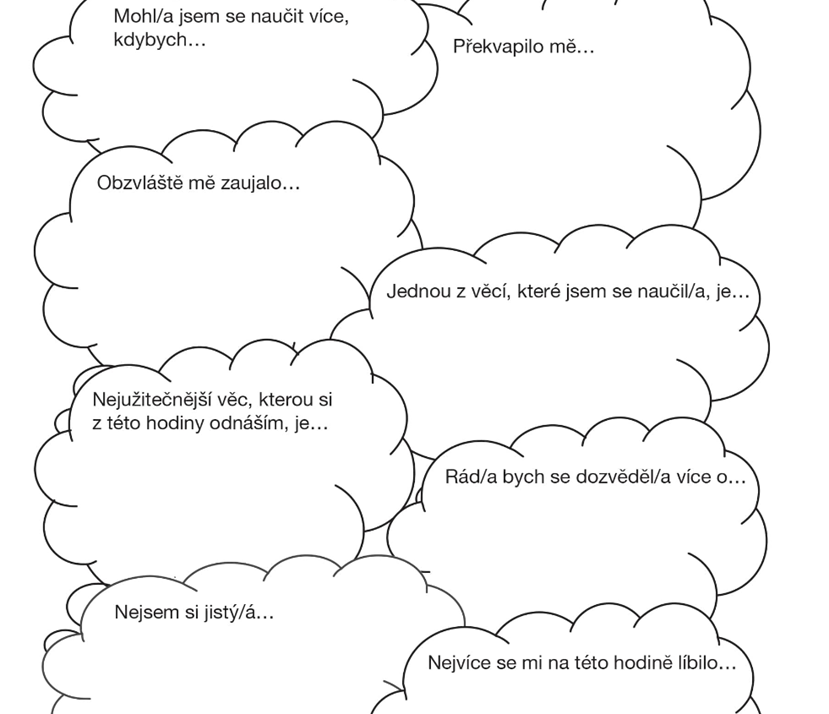 Mohl/a jsem se naučit více,
kdybych…
Překvapilo mě…
Obzvláště mě zaujalo…
Jednou z věcí, které jsem se naučil/a, je…
Nejužitečnější věc, kterou si
z této hodiny odnáším, je…
Rád/a bych se dozvěděl/a více o…
Nejsem si jistý/á…
Nejvíce se mi na této hodině líbilo…